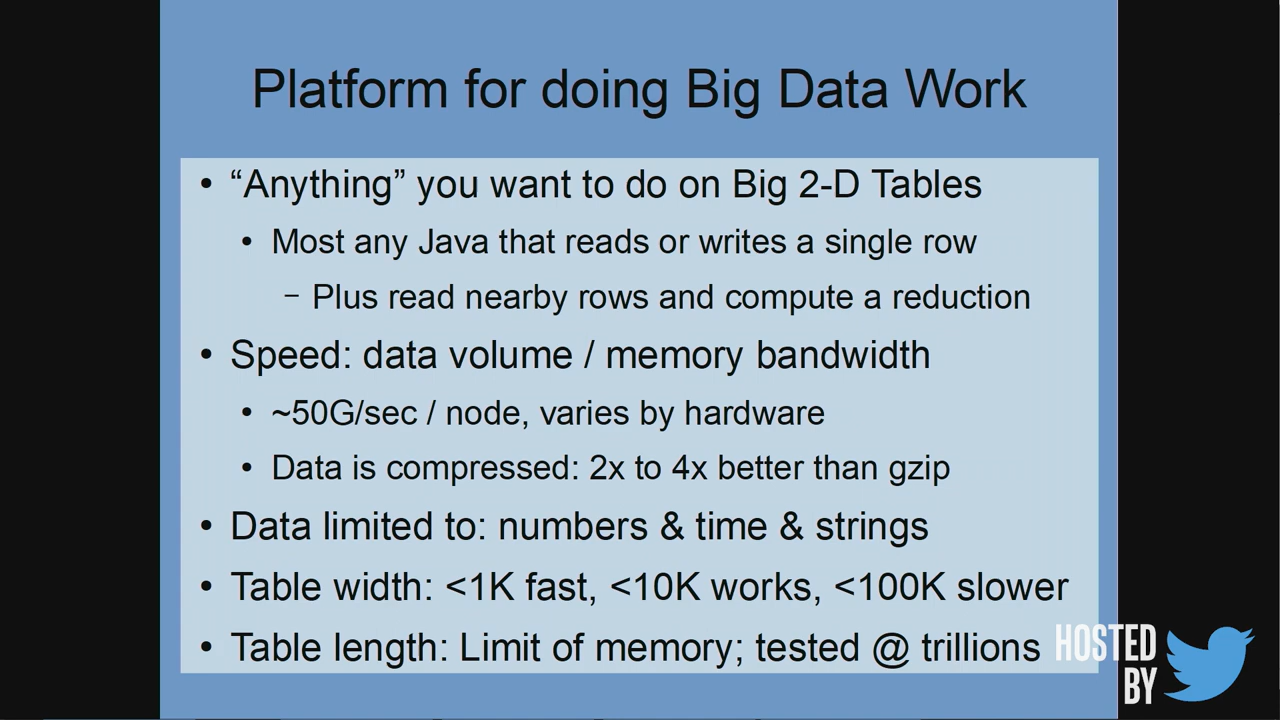 Platform for doing Big Data Work
• “Anything” you want to do on Big 2-D Tables
• Most any Java that reads or writes a single row
– Plus read nearby rows and compute a reduction
• Speed: data volume / memory bandwidth
• ~50G/sec / node, varies by hardware
• Data is compressed: 2x to 4x better than gzip
• Data limited to: numbers & time & strings
• Table width: <1K fast, <10K works, <100K slower
• Table length: Limit of memory; tested @ trillions
HOSTED
BY